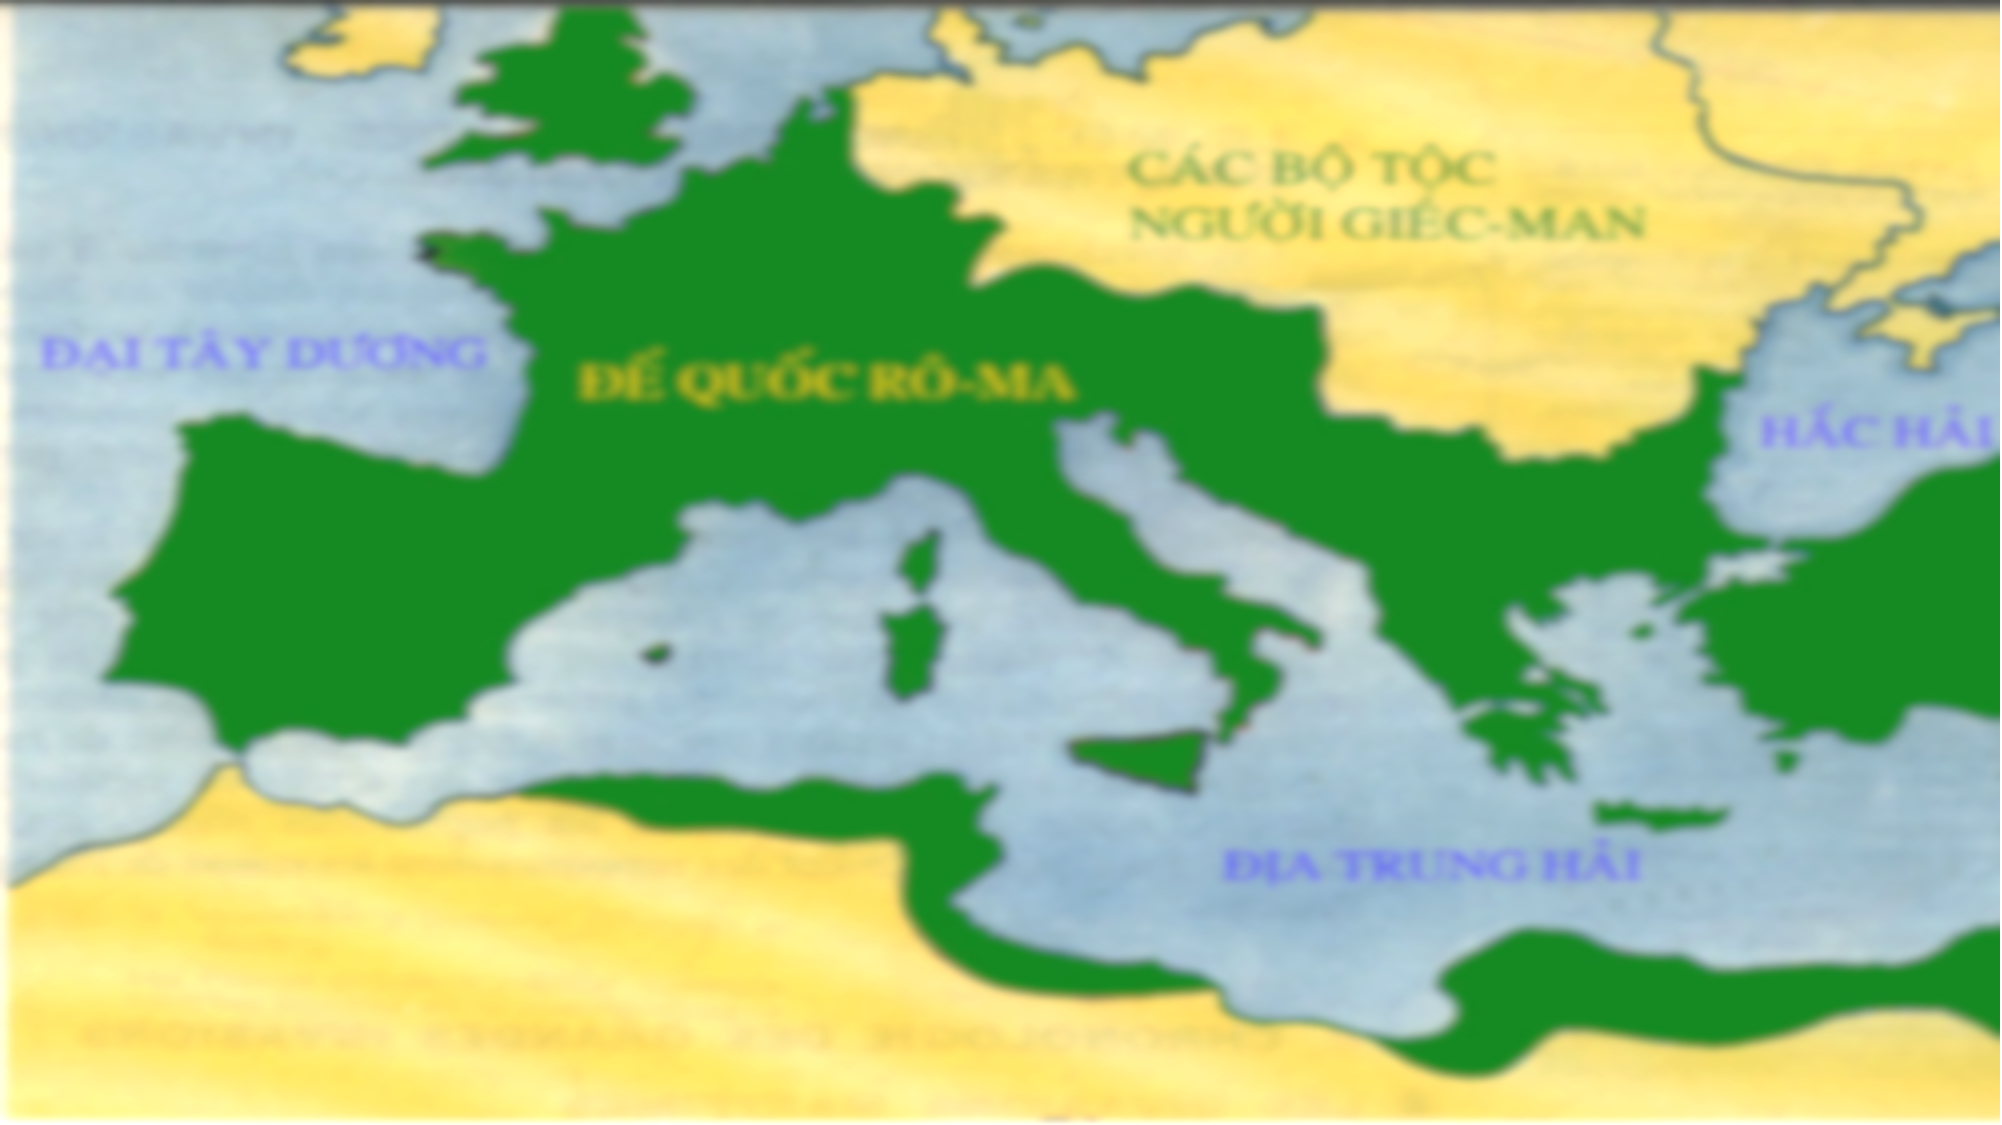 CÁC BỘ TỘC
NGƯỜI GIÉC-MAN
ĐẠI TÂY DƯƠNG
ĐẾ QUỐC RÔ-MA
HẮC HẢI
ĐỊA TRUNG HẢI